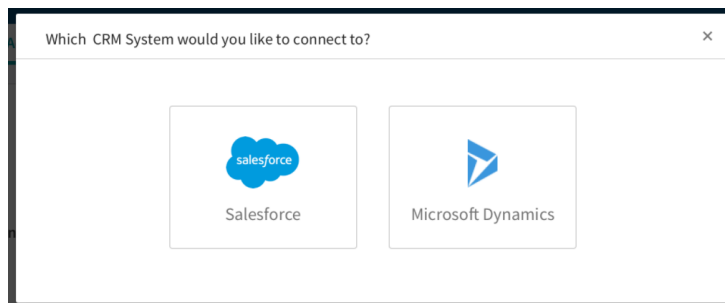 Which CRM System would you like to connect to?
×
salesforce
Salesforce
Microsoft Dynamics